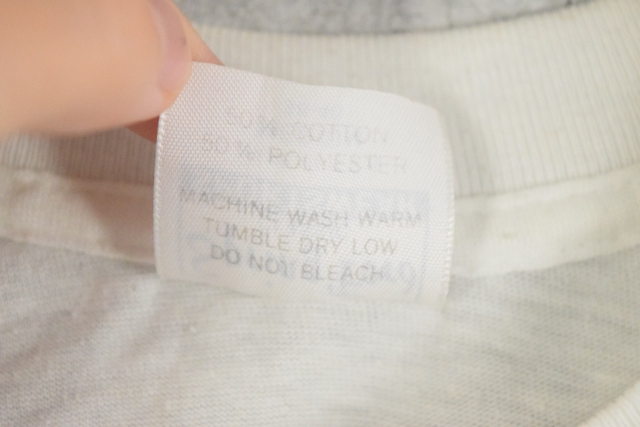 50% COTTON
50% POLYESTER
MACHINE WASH WARM
TUMBLE DRY LOW
DO NOT BLEACH